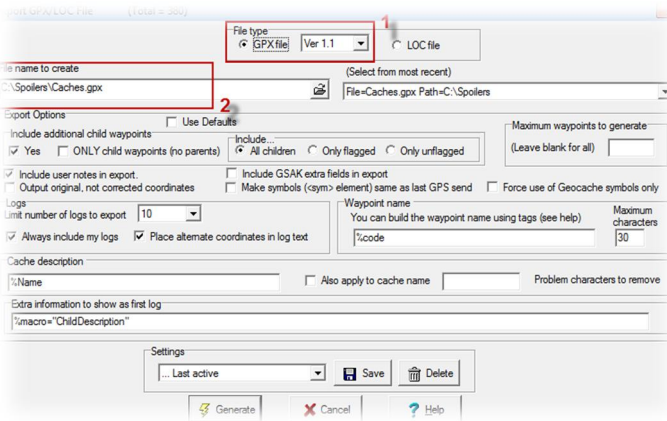 GPX/LOC File (Total = 360)
1
File type
GPX file Ver 1.1 LOC file
File name to create
(Select from most recent)
C:\Spoilers\Caches.gpx
File=Caches.gpx Path=C:\Spoilers
2
Export Options
Use Defaults
Include additional child waypoints
Include...
Maximum waypoints to generate
Yes ONLY child waypoints (no parents) All children Only flagged Only unflagged (Leave blank for all)
Include user notes in export. Include GSAK extra fields in export
Output original, not corrected coordinates Make symbols (<sym> element) same as last GPS send Force use of Geocache symbols only
Logs
Limit number of logs to export 10
Always include my logs Place alternate coordinates in log text
Waypoint name
You can build the waypoint name using tags (see help)
Maximum characters
%code 30
Cache description
%Name Also apply to cache name Problem characters to remove
Extra information to show as first log
%macro="ChildDescription"
Settings
... Last active Save Delete
Generate Cancel Help